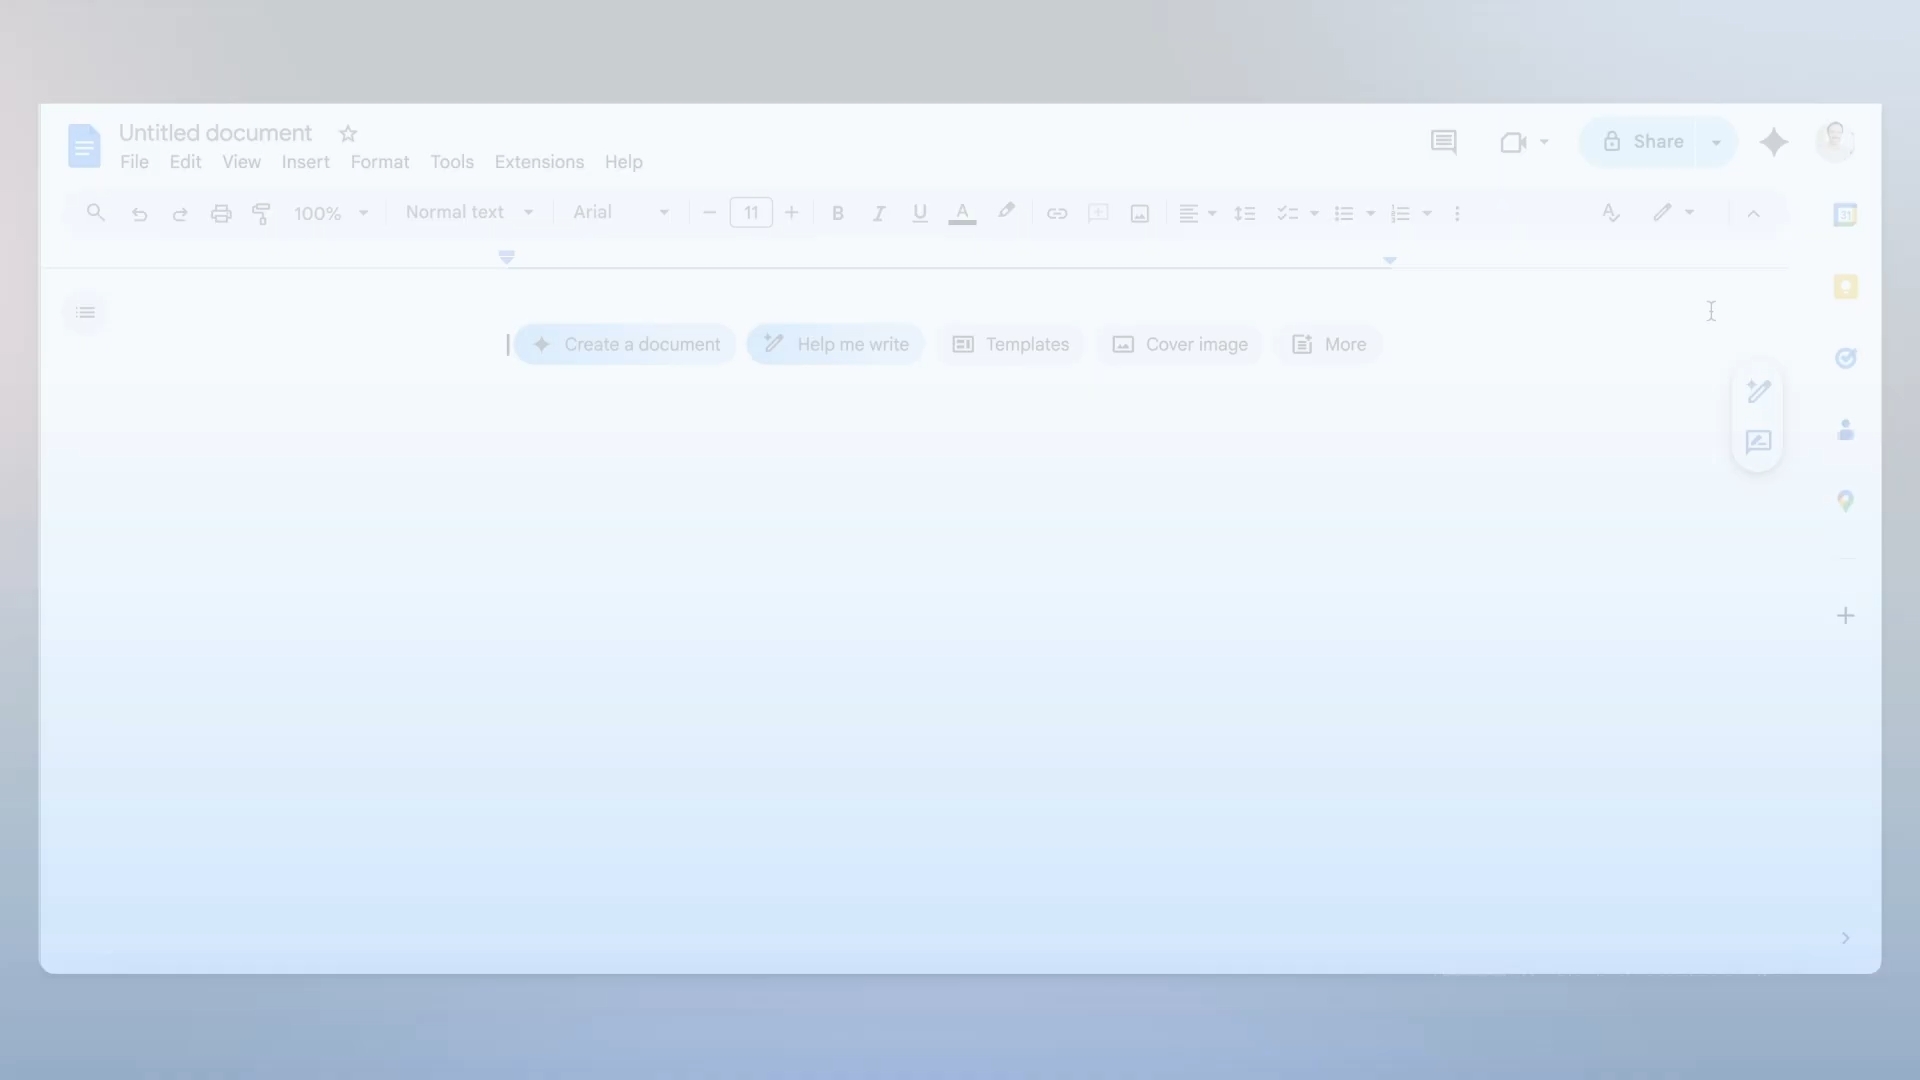 Untitled document
File Edit View Insert Format Tools Extensions Help
Share
100% Normal text Arial 11 B I U A
31
Create a document Help me write Templates Cover image More